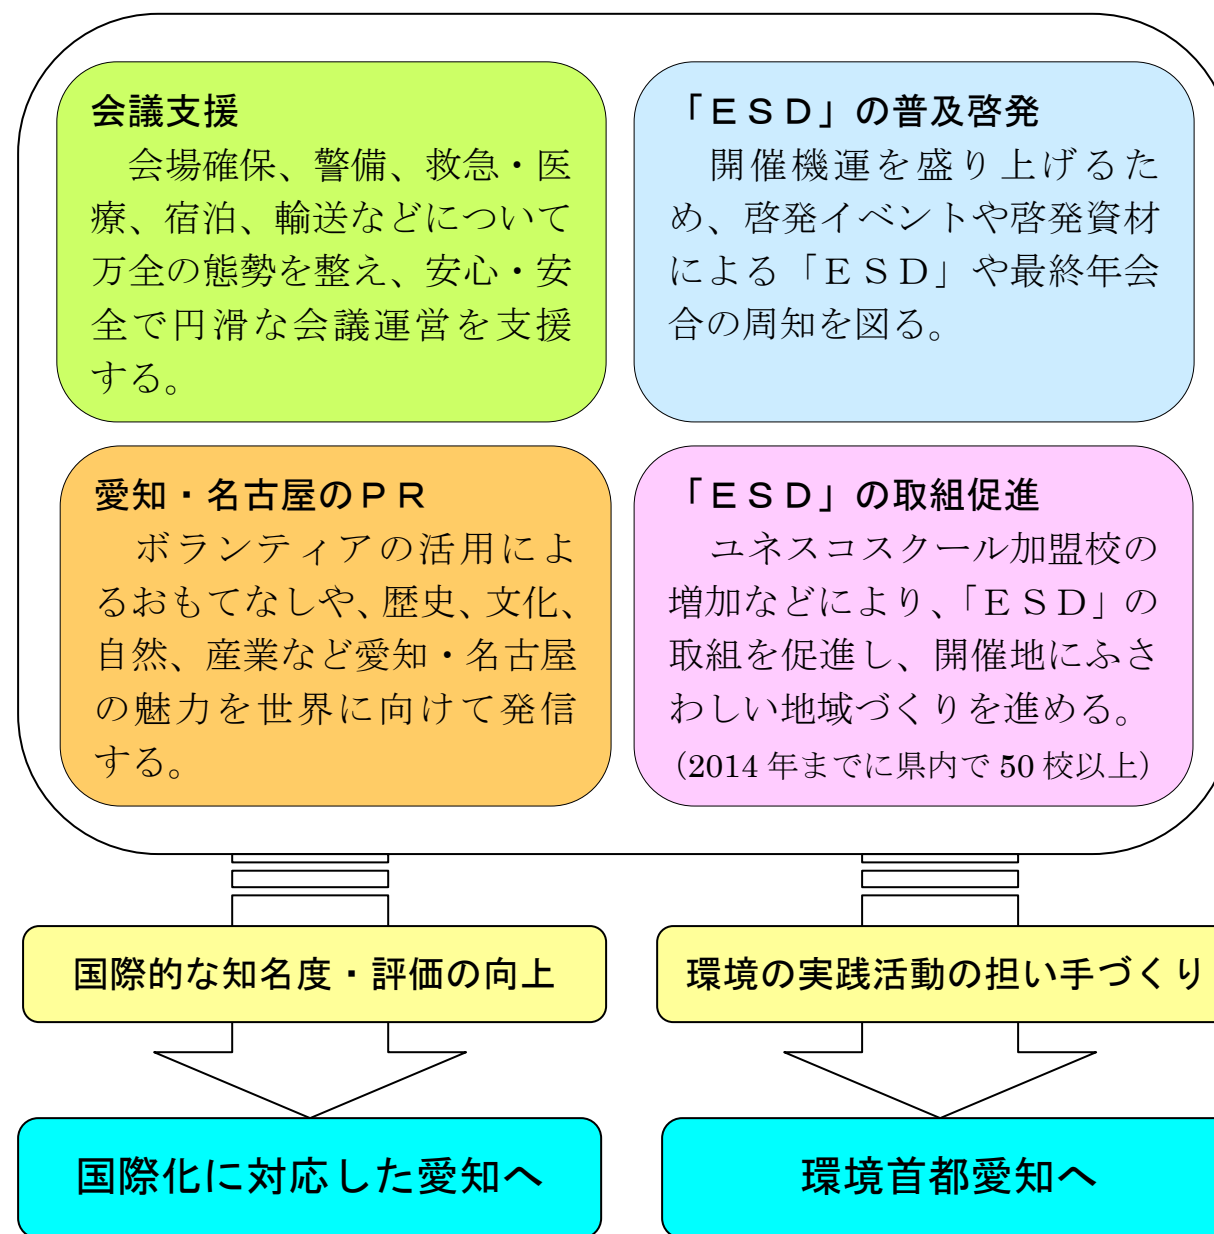 会議支援
　会場確保、警備、救急・医
療、宿泊、輸送などについて
万全の態勢を整え、安心・安
全で円滑な会議運営を支援
する。
「ＥＳＤ」の普及啓発
　開催機運を盛り上げるた
め、啓発イベントや啓発資材
による「ＥＳＤ」や最終年会
合の周知を図る。
愛知・名古屋のＰＲ
　ボランティアの活用によ
るおもてなしや、歴史、文化、
自然、産業など愛知・名古屋
の魅力を世界に向けて発信
する。
「ＥＳＤ」の取組促進
　ユネスコスクール加盟校の
増加などにより、「ＥＳＤ」の
取組を促進し、開催地にふさ
わしい地域づくりを進める。
（2014 年までに県内で 50 校以上）
国際的な知名度・評価の向上
環境の実践活動の担い手づくり
国際化に対応した愛知へ
環境首都愛知へ